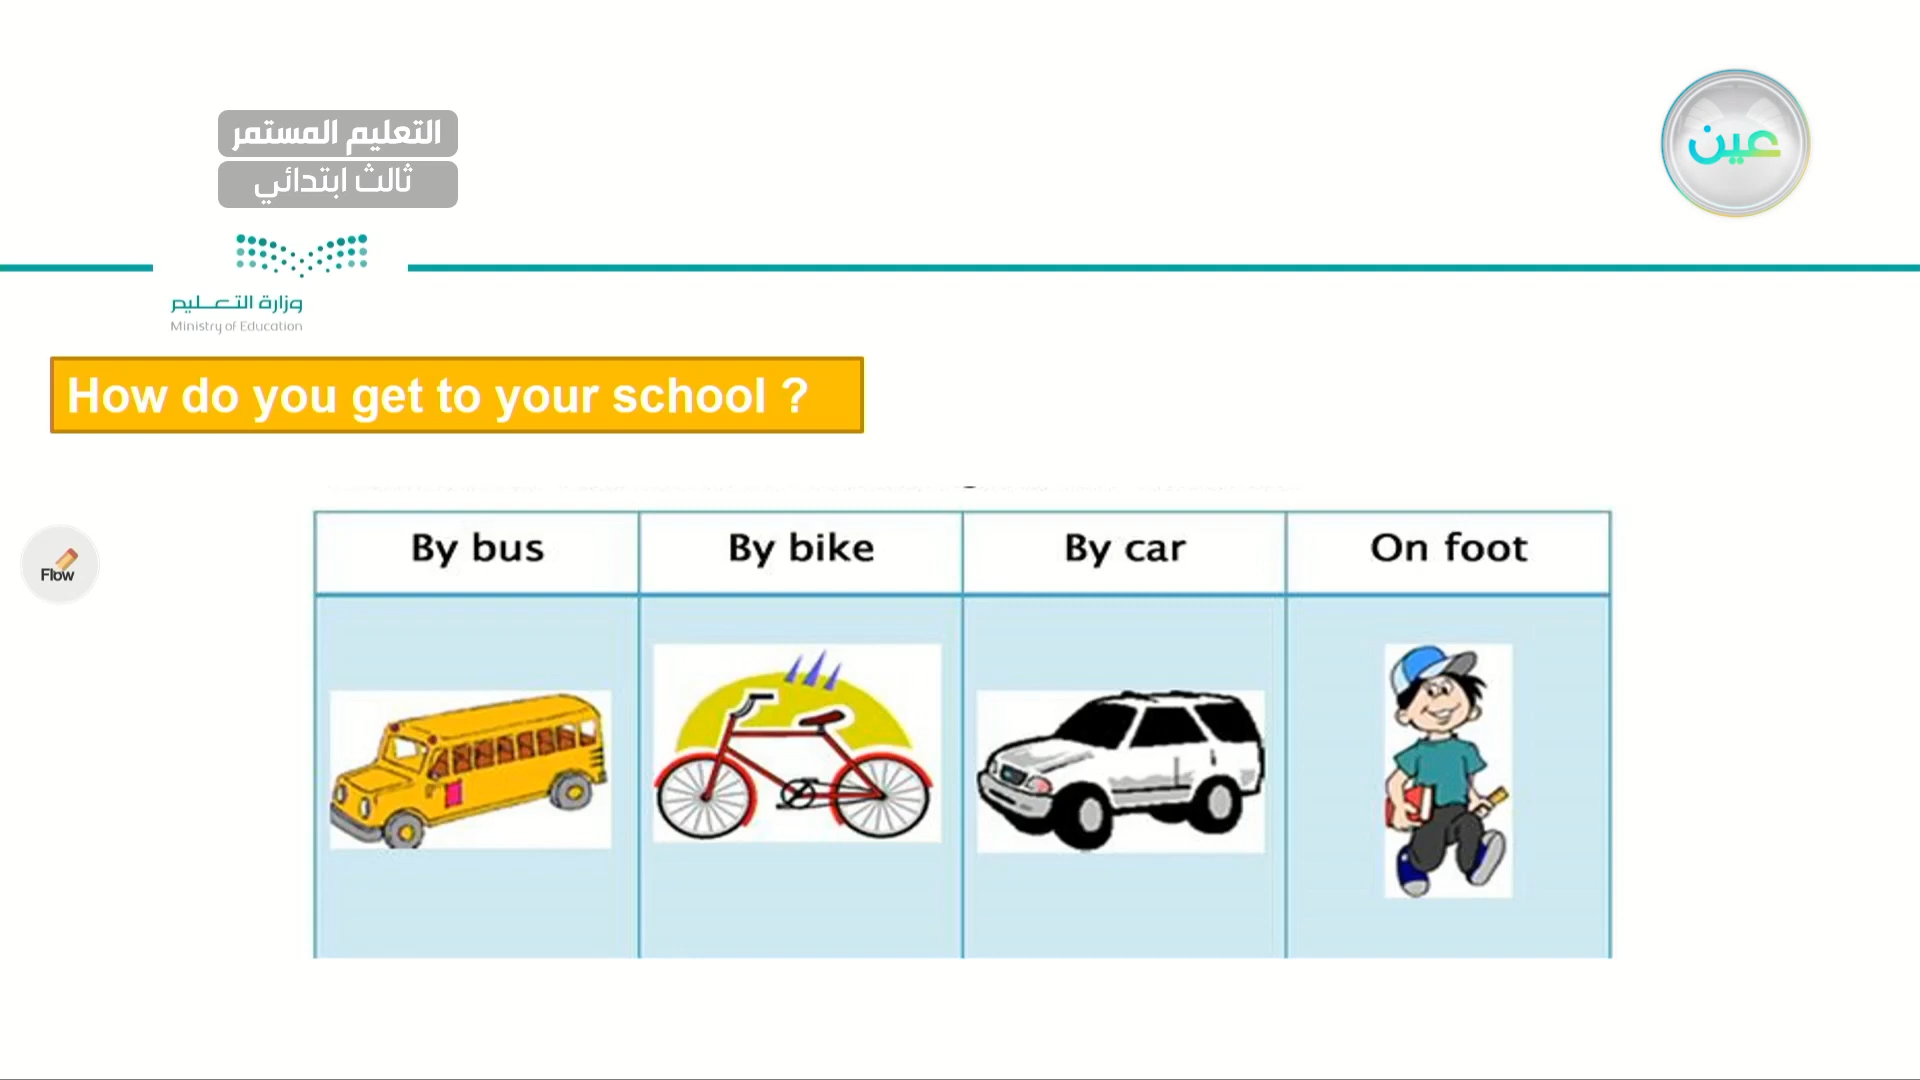 التعليم المستمر
ثالث ابتدائي
عين
وزارة التعليم
Ministry of Education
How do you get to your school ?
Flow
By bus
By bike
By car
On foot